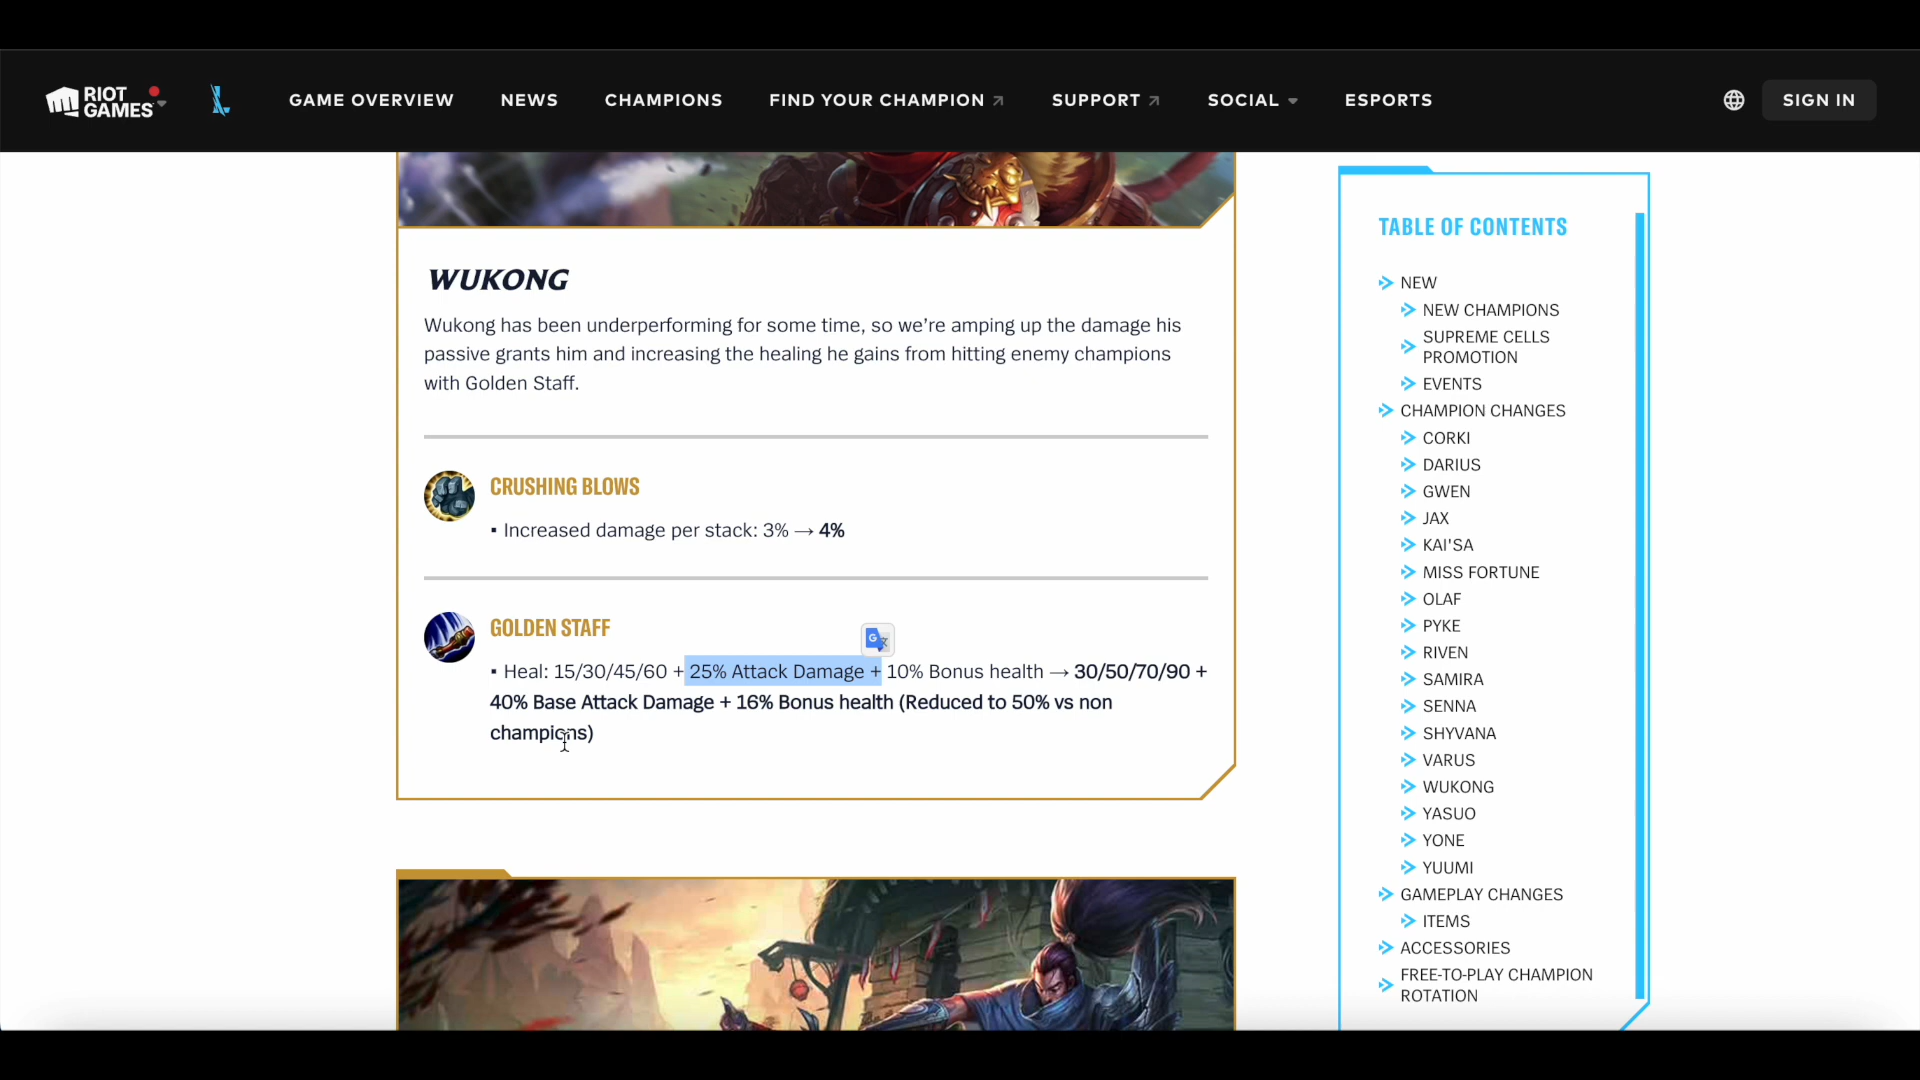 RIOT GAMES
GAME OVERVIEW
NEWS
CHAMPIONS
FIND YOUR CHAMPION
SUPPORT
SOCIAL
ESPORTS
SIGN IN
WUKONG
Wukong has been underperforming for some time, so we’re amping up the damage his
passive grants him and increasing the healing he gains from hitting enemy champions
with Golden Staff.
CRUSHING BLOWS
▪ Increased damage per stack: 3% → 4%
GOLDEN STAFF
▪ Heal: 15/30/45/60 + 25% Attack Damage + 10% Bonus health → 30/50/70/90 +
40% Base Attack Damage + 16% Bonus health (Reduced to 50% vs non
champions)
TABLE OF CONTENTS
NEW
NEW CHAMPIONS
SUPREME CELLS
PROMOTION
EVENTS
CHAMPION CHANGES
CORKI
DARIUS
GWEN
JAX
KAI'SA
MISS FORTUNE
OLAF
PYKE
RIVEN
SAMIRA
SENNA
SHYVANA
VARUS
WUKONG
YASUO
YONE
YUUMI
GAMEPLAY CHANGES
ITEMS
ACCESSORIES
FREE-TO-PLAY CHAMPION
ROTATION